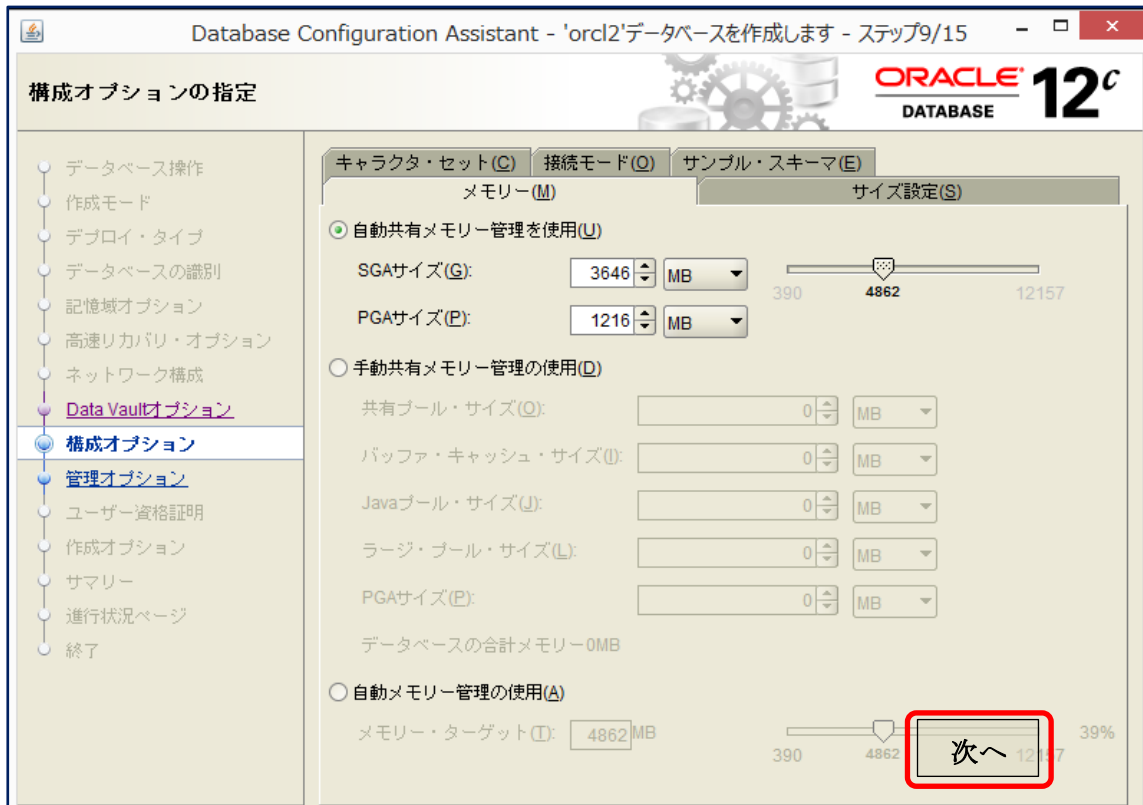 Database Configuration Assistant - 'orcl2'データベースを作成します - ステップ9/15
構成オプションの指定
ORACLE
DATABASE
12c
データベース操作
作成モード
デプロイ・タイプ
データベースの識別
記憶域オプション
高速リカバリ・オプション
ネットワーク構成
Data Vaultオプション
構成オプション
管理オプション
ユーザー資格証明
作成オプション
サマリー
進行状況ページ
終了
キャラクタ・セット(C) 接続モード(O) サンプル・スキーマ(E)
メモリー(M) サイズ設定(S)
自動共有メモリー管理を使用(U)
SGAサイズ(G): 3646 MB
390 4862 12157
PGAサイズ(P): 1216 MB
手動共有メモリー管理の使用(D)
共有プール・サイズ(O): 0 MB
バッファ・キャッシュ・サイズ(I): 0 MB
Javaプール・サイズ(J): 0 MB
ラージ・プール・サイズ(L): 0 MB
PGAサイズ(P): 0 MB
データベースの合計メモリー0MB
自動メモリー管理の使用(A)
メモリー・ターゲット(T): 4862 MB 39%
390 4862 12157
次へ